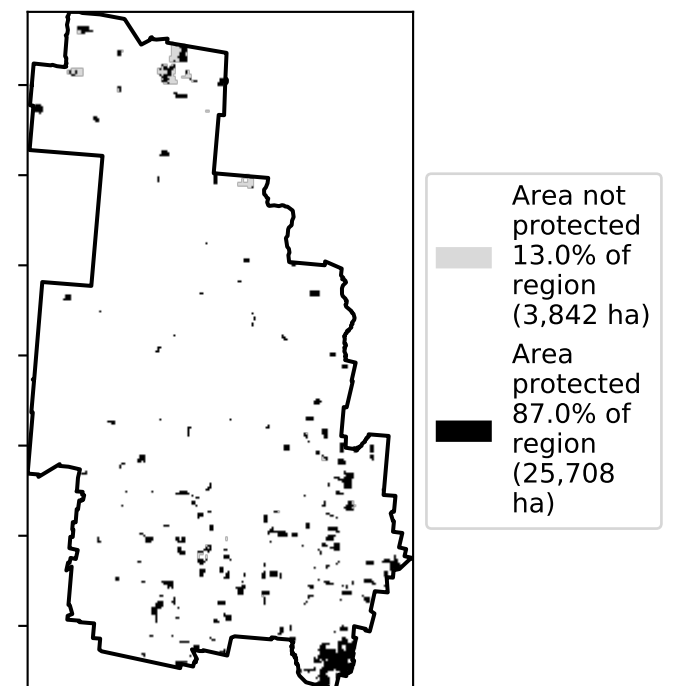 Area not
protected
13.0% of
region
(3,842 ha)
Area
protected
87.0% of
region
(25,708
ha)